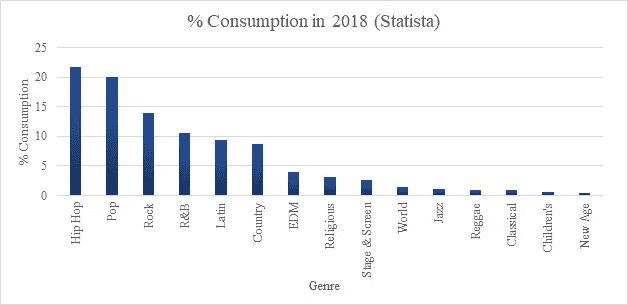 % Consumption in 2018 (Statista)
25
20
15
10
5
0
% Consumption
Hip Hop
Pop
Rock
R&B
Latin
Country
EDM
Religious
Stage & Screen
World
Jazz
Reggae
Classical
Children's
New Age
Genre